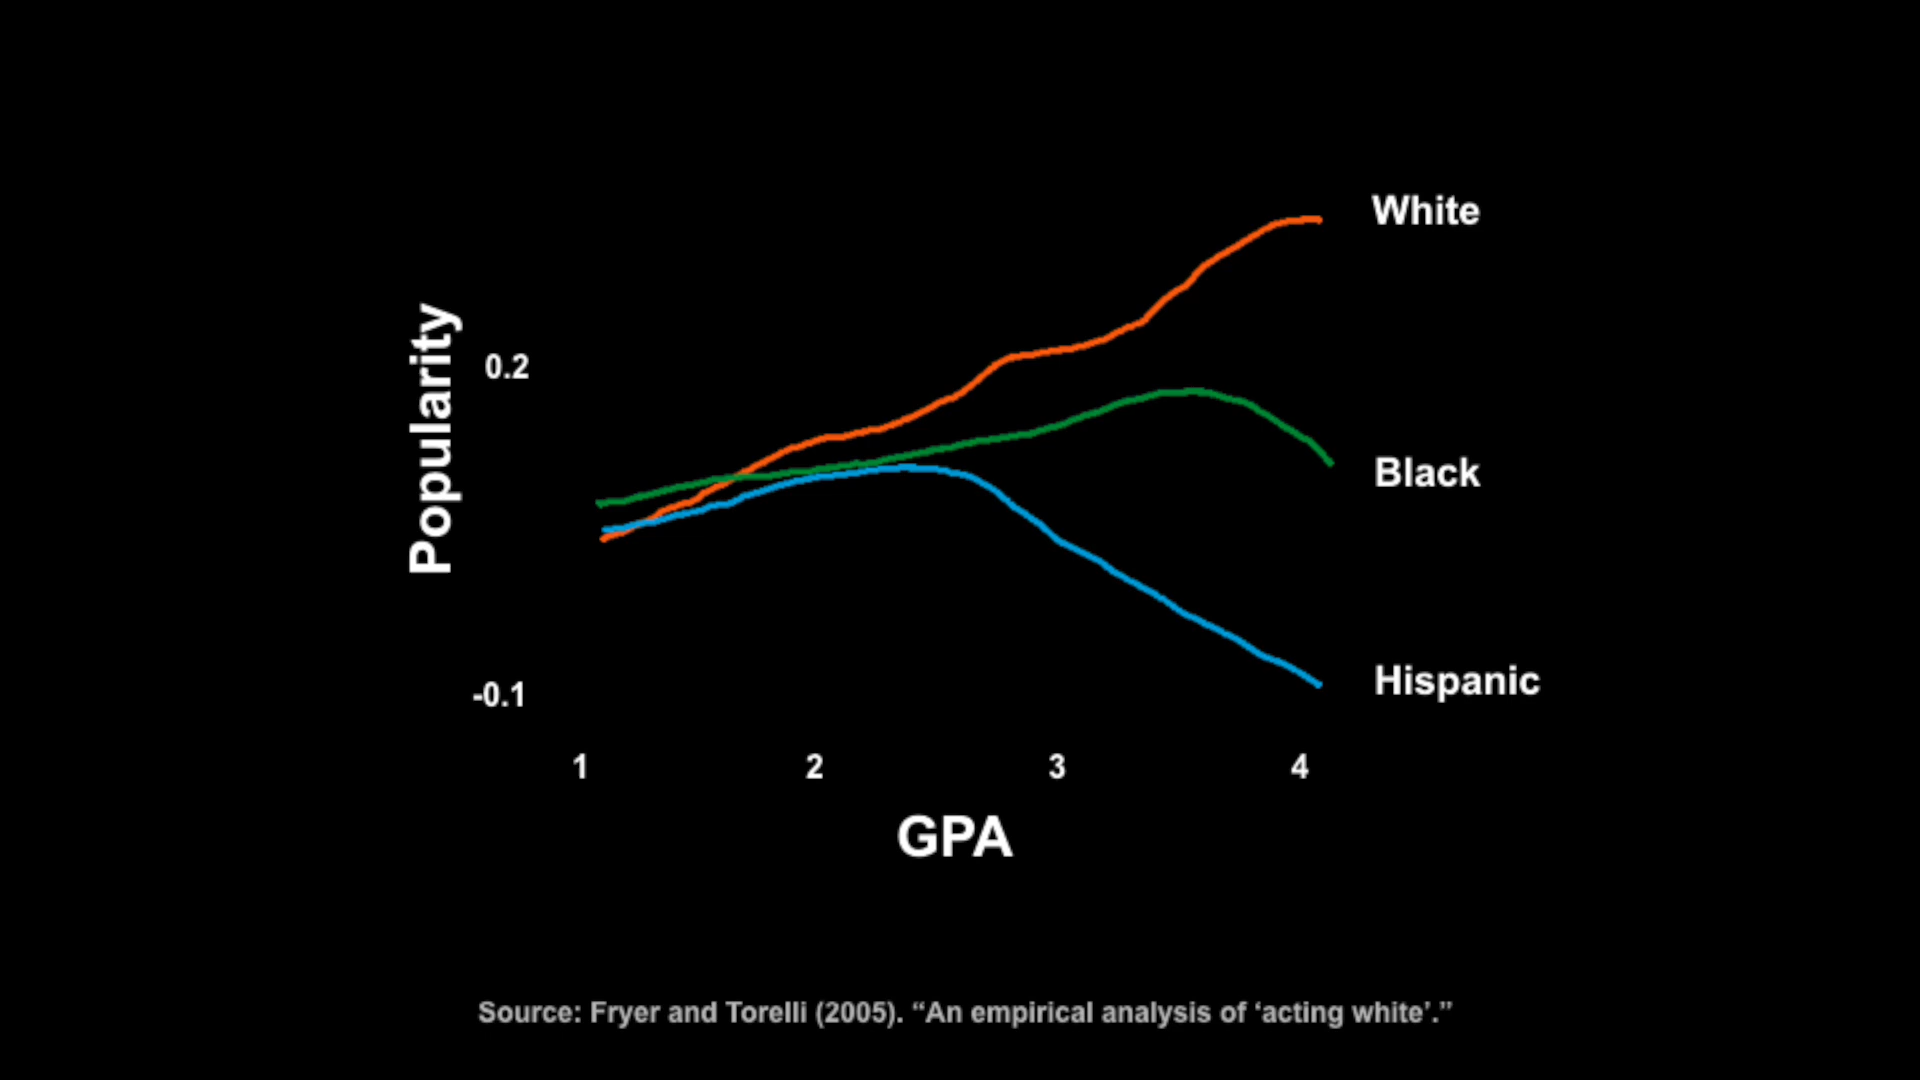 White
0.2
Popularity
Black
Hispanic
-0.1
1 2 3 4
GPA
Source: Fryer and Torelli (2005). “An empirical analysis of ‘acting white’.”